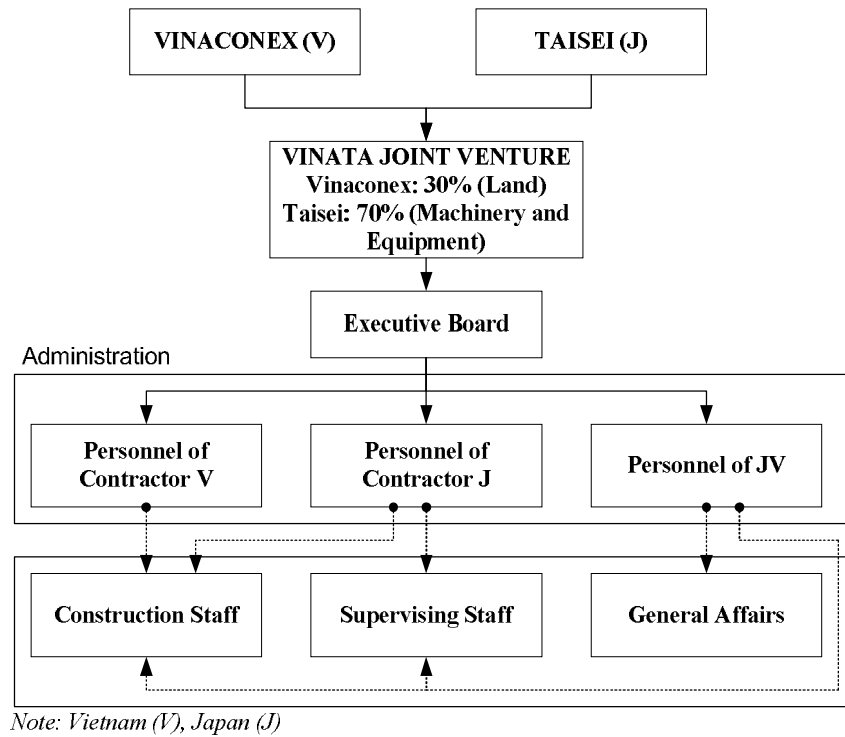 VINACONEX (V)
TAISEI (J)
VINATA JOINT VENTURE
Vinaconex: 30% (Land)
Taisei: 70% (Machinery and
Equipment)
Executive Board
Administration
Personnel of
Contractor V
Personnel of
Contractor J
Personnel of JV
Construction Staff
Supervising Staff
General Affairs
Note: Vietnam (V), Japan (J)